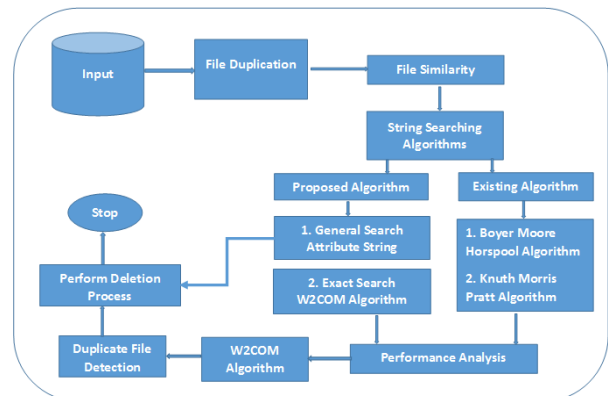 Input
File Duplication
File Similarity
String Searching
Algorithms
Proposed Algorithm
Existing Algorithm
Stop
1. General Search
Attribute String
1. Boyer Moore
Horspool Algorithm
2. Knuth Morris
Pratt Algorithm
Perform Deletion
Process
2. Exact Search
W2COM Algorithm
Duplicate File
Detection
W2COM
Algorithm
Performance Analysis